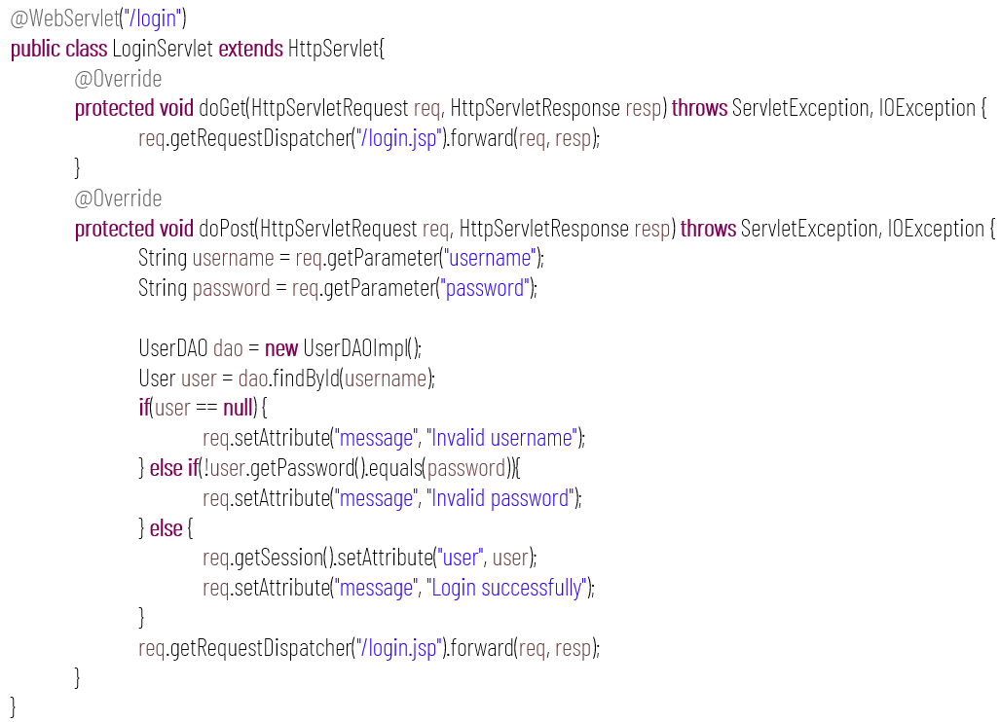 @WebServlet("/login")
public class LoginServlet extends HttpServlet{
@Override
protected void doGet(HttpServletRequest req, HttpServletResponse resp) throws ServletException, IOException {
req.getRequestDispatcher("/login.jsp").forward(req, resp);
}
@Override
protected void doPost(HttpServletRequest req, HttpServletResponse resp) throws ServletException, IOException {
String username = req.getParameter("username");
String password = req.getParameter("password");
UserDAO dao = new UserDAOImpl();
User user = dao.findById(username);
if(user == null) {
req.setAttribute("message", "Invalid username");
} else if(!user.getPassword().equals(password)){
req.setAttribute("message", "Invalid password");
} else {
req.getSession().setAttribute("user", user);
req.setAttribute("message", "Login successfully");
}
req.getRequestDispatcher("/login.jsp").forward(req, resp);
}
}